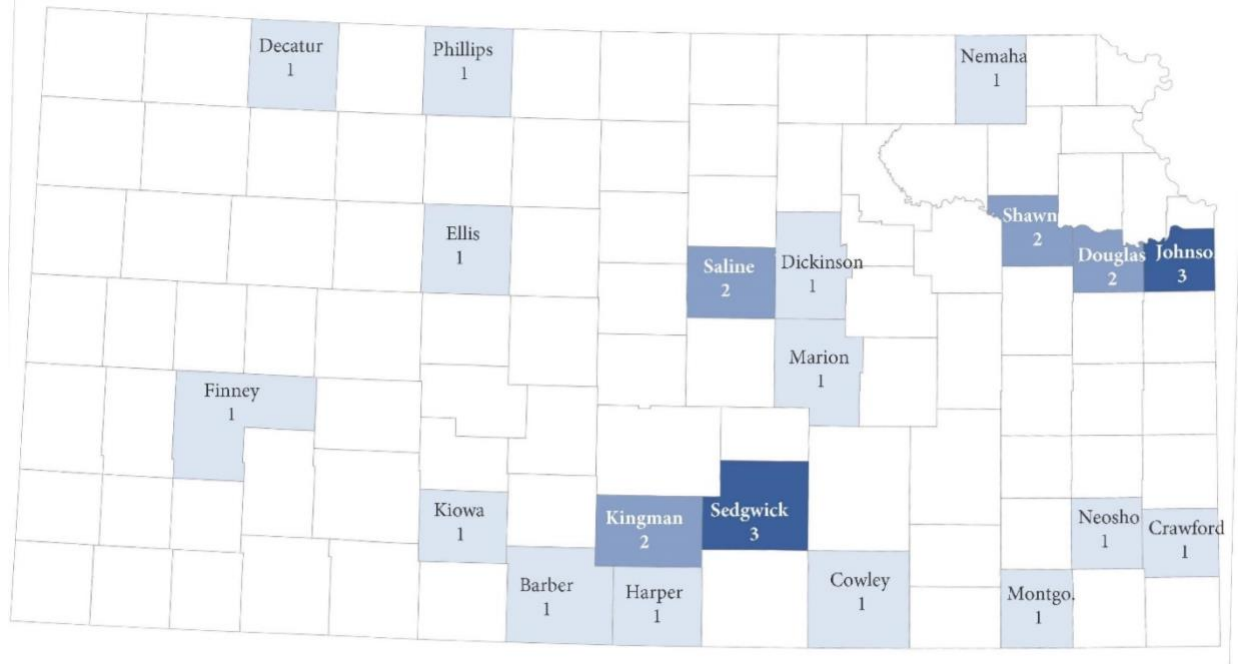 Decatur
1
Phillips
1
Nemaha
1
Shawn
2
Ellis
1
Saline
2
Dickinson
1
Douglas
2
Johnso
3
Marion
1
Finney
1
Kiowa
1
Kingman
2
Sedgwick
3
Neosho
1
Crawford
1
Barber
1
Harper
1
Cowley
1
Montgo.
1